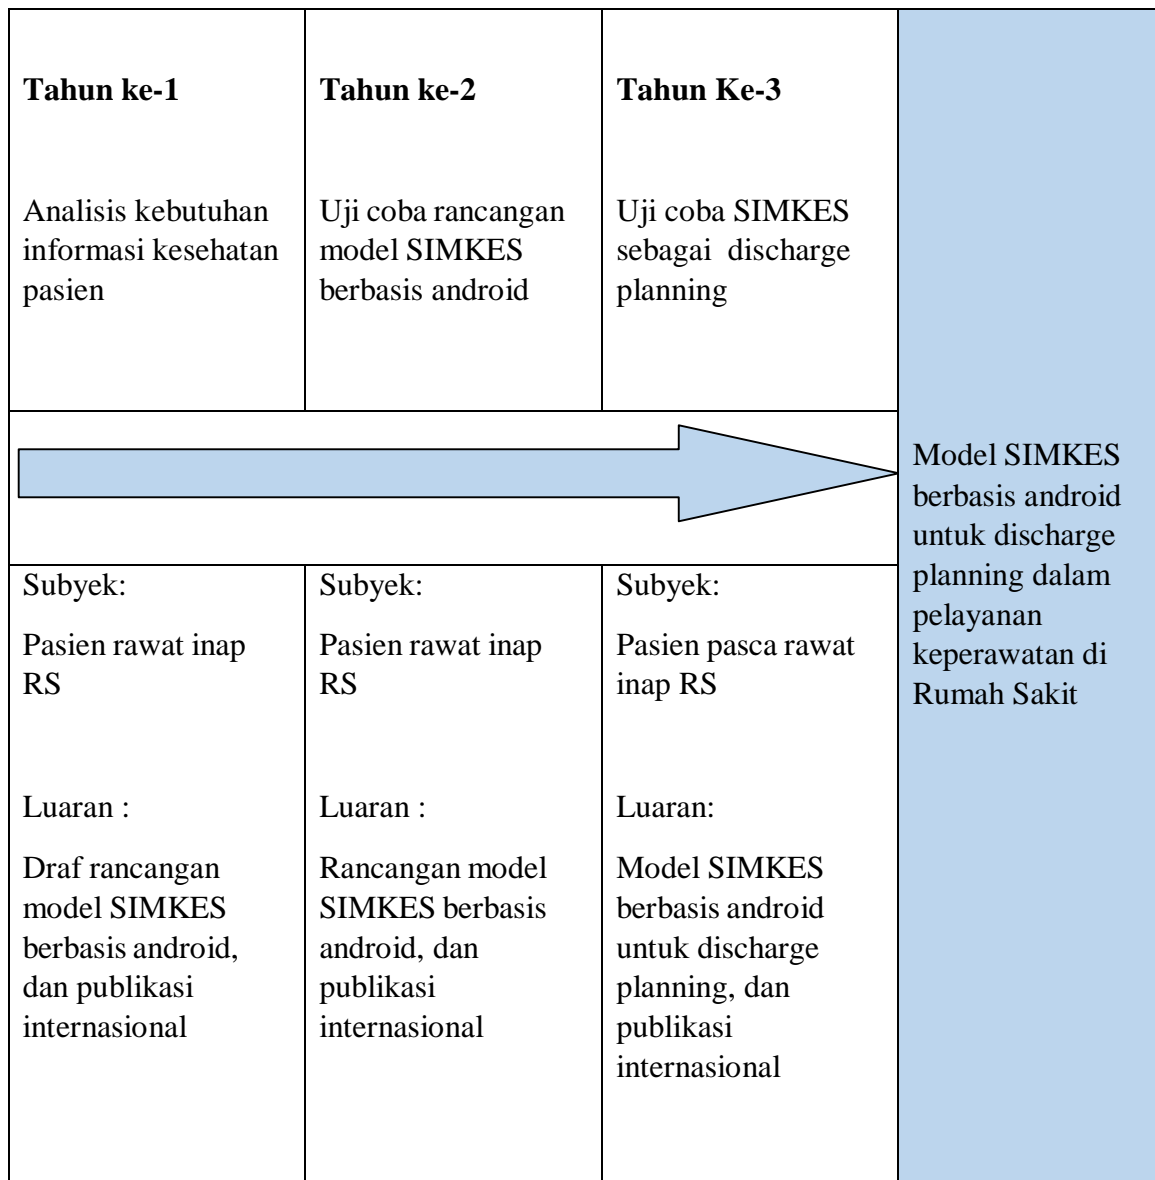 Tahun ke-1
Analisis kebutuhan
informasi kesehatan
pasien
Tahun ke-2
Uji coba rancangan
model SIMKES
berbasis android
Tahun Ke-3
Uji coba SIMKES
sebagai  discharge
planning
Subyek:
Pasien rawat inap
RS
Luaran :
Draf rancangan
model SIMKES
berbasis android,
dan publikasi
internasional
Subyek:
Pasien rawat inap
RS
Luaran :
Rancangan model
SIMKES berbasis
android, dan
publikasi
internasional
Subyek:
Pasien pasca rawat
inap RS
Luaran:
Model SIMKES
berbasis android
untuk discharge
planning, dan
publikasi
internasional
Model SIMKES
berbasis android
untuk discharge
planning dalam
pelayanan
keperawatan di
Rumah Sakit